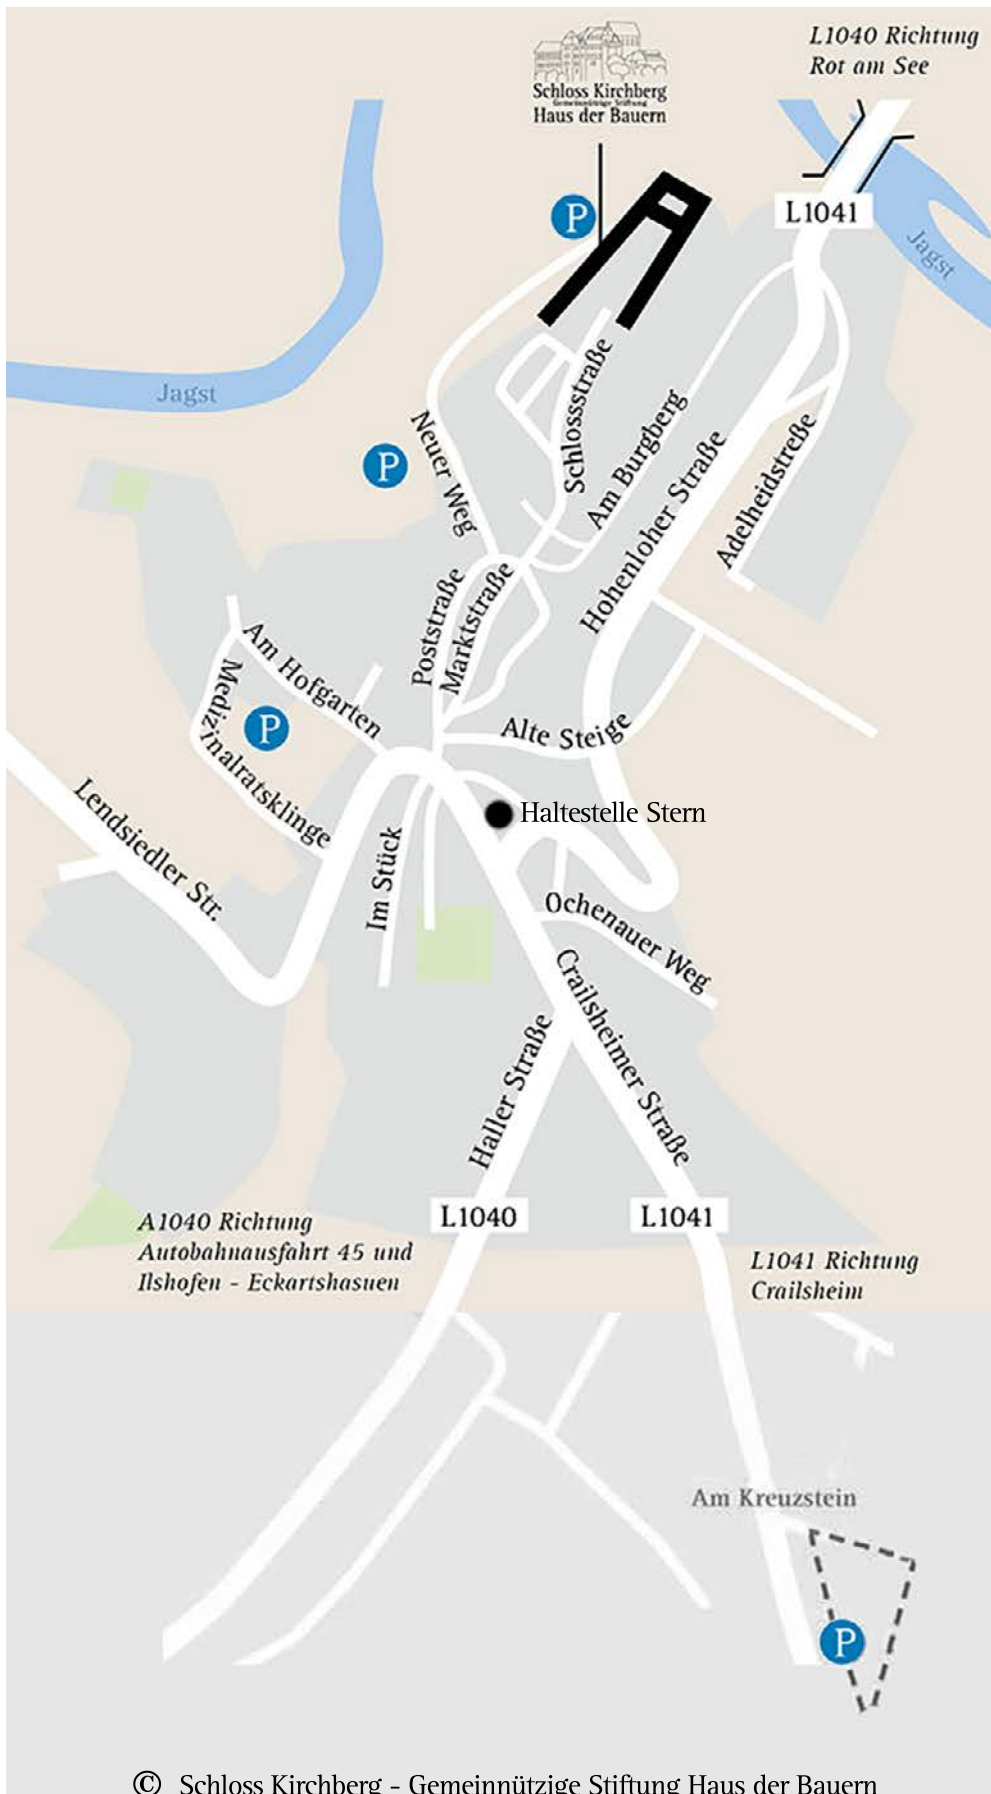 Schloss Kirchberg
Gemeinnützige Stiftung
Haus der Bauern
L1040 Richtung
Rot am See
P
L1041
Jagst
Jagst
Neuer Weg
Schlossstraße
Am Burgberg
Hohenloher Straße
Adelheidstreße
P
Poststraße
Marktstraße
Am Hofgarten
Medizinalratsklinge
P
Alte Steige
Lendsiedler Str.
Haltestelle Stern
Im Stück
Ochenauer Weg
Crailsheimer Straße
Haller Straße
L1040
L1041
A1040 Richtung
Autobahnausfahrt 45 und
Ilshofen - Eckartshasuen
L1041 Richtung
Crailsheim
Am Kreuzstein
P
© Schloss Kirchberg - Gemeinnützige Stiftung Haus der Bauern